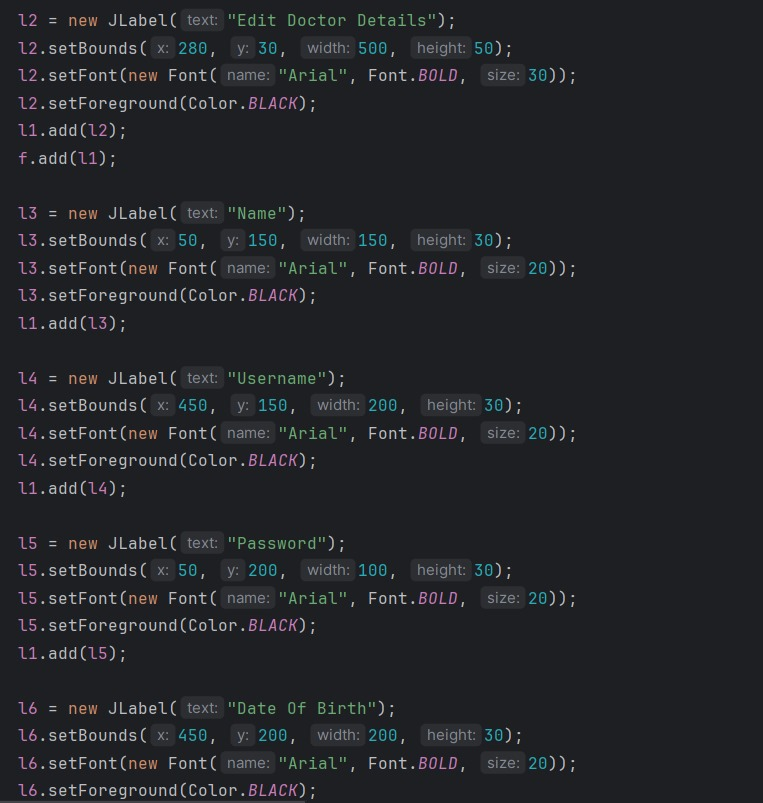 l2 = new JLabel( text: "Edit Doctor Details");
l2.setBounds( x: 280, y: 30, width: 500, height: 50);
l2.setFont(new Font( name: "Arial", Font.BOLD, size: 30));
l2.setForeground(Color.BLACK);
l1.add(l2);
f.add(l1);

l3 = new JLabel( text: "Name");
l3.setBounds( x: 50, y: 150, width: 150, height: 30);
l3.setFont(new Font( name: "Arial", Font.BOLD, size: 20));
l3.setForeground(Color.BLACK);
l1.add(l3);

l4 = new JLabel( text: "Username");
l4.setBounds( x: 450, y: 150, width: 200, height: 30);
l4.setFont(new Font( name: "Arial", Font.BOLD, size: 20));
l4.setForeground(Color.BLACK);
l1.add(l4);

l5 = new JLabel( text: "Password");
l5.setBounds( x: 50, y: 200, width: 100, height: 30);
l5.setFont(new Font( name: "Arial", Font.BOLD, size: 20));
l5.setForeground(Color.BLACK);
l1.add(l5);

l6 = new JLabel( text: "Date Of Birth");
l6.setBounds( x: 450, y: 200, width: 200, height: 30);
l6.setFont(new Font( name: "Arial", Font.BOLD, size: 20));
l6.setForeground(Color.BLACK);